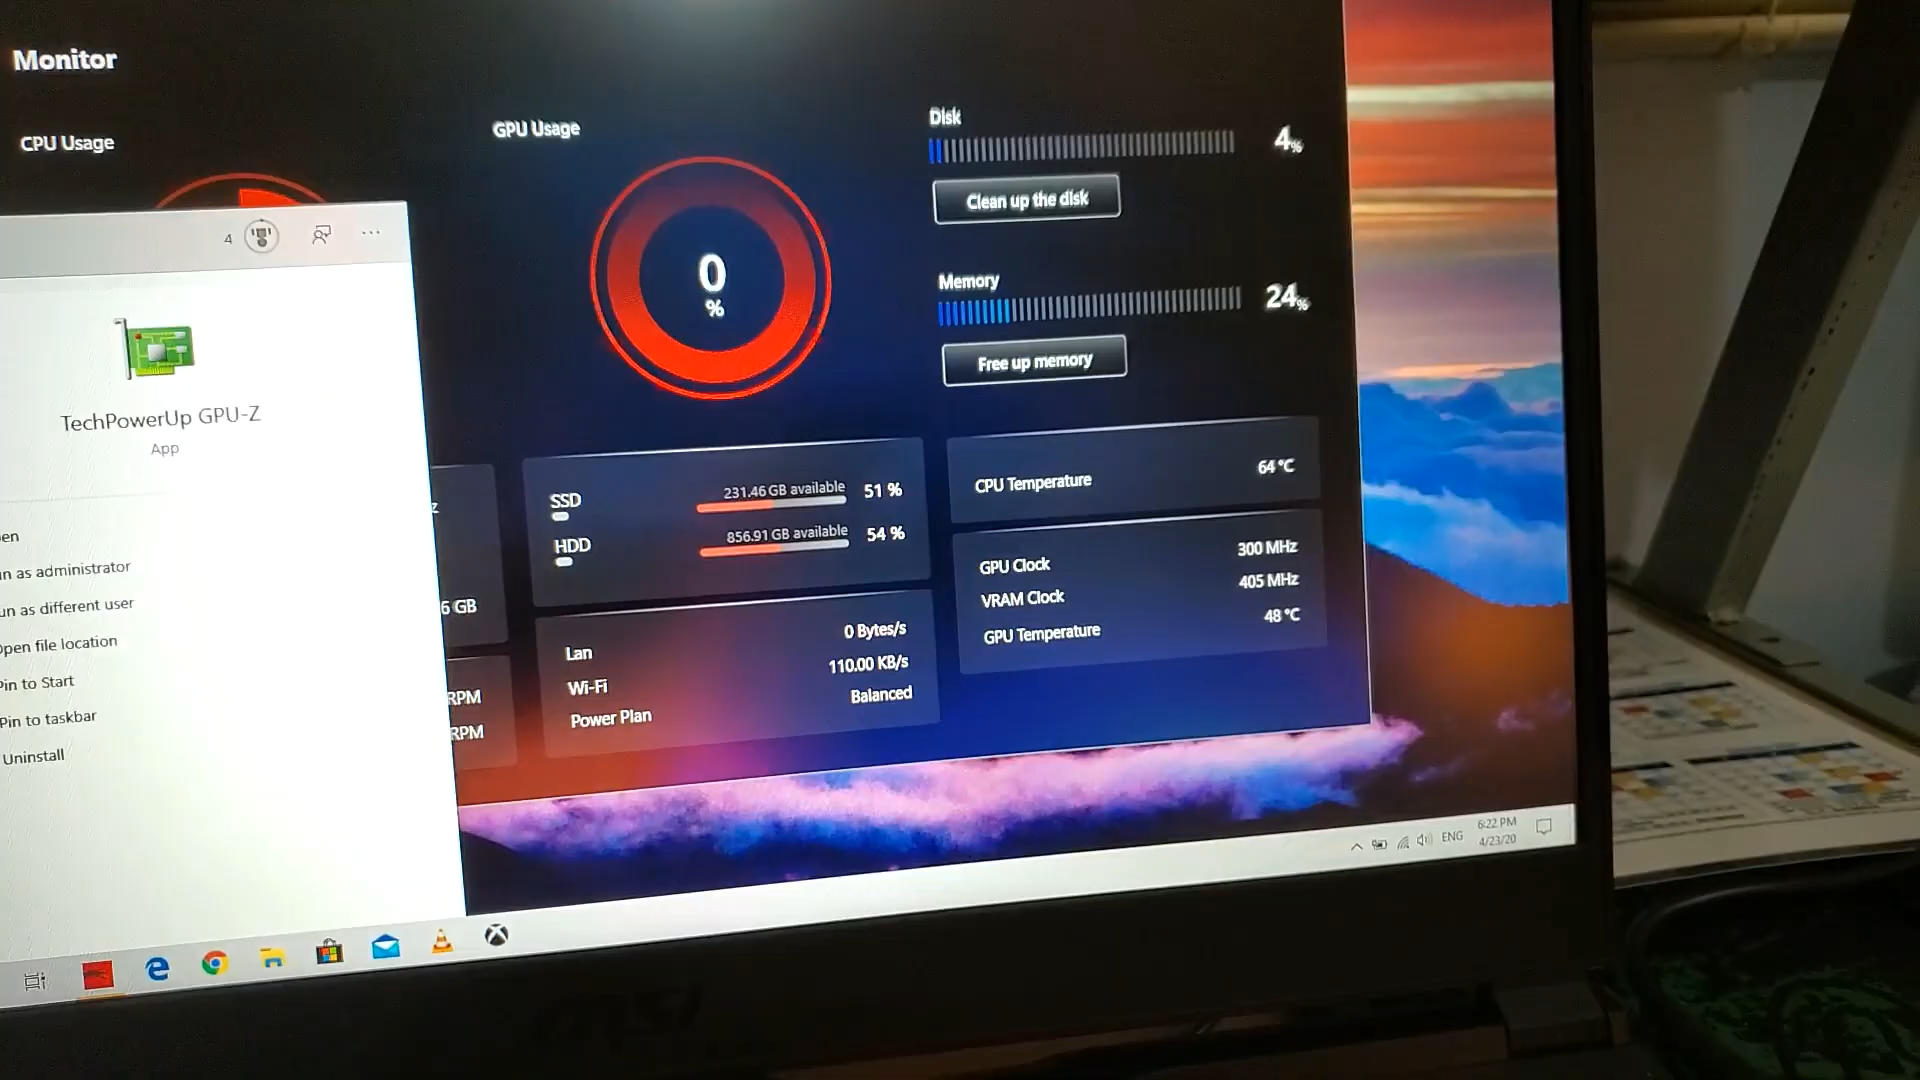 Monitor
CPU Usage
GPU Usage
0
%
Disk
4%
Clean up the disk
Memory
24%
Free up memory
4
TechPowerUp GPU-Z
App
en
n as administrator
un as different user
Open file location
Pin to Start
Pin to taskbar
Uninstall
z
6 GB
RPM
RPM
SSD
231.46 GB available
51 %
HDD
856.91 GB available
54 %
Lan
0 Bytes/s
Wi-Fi
110.00 KB/s
Power Plan
Balanced
CPU Temperature
64 °C
GPU Clock
300 MHz
VRAM Clock
405 MHz
GPU Temperature
48 °C
ENG
6:22 PM
4/23/20
msi